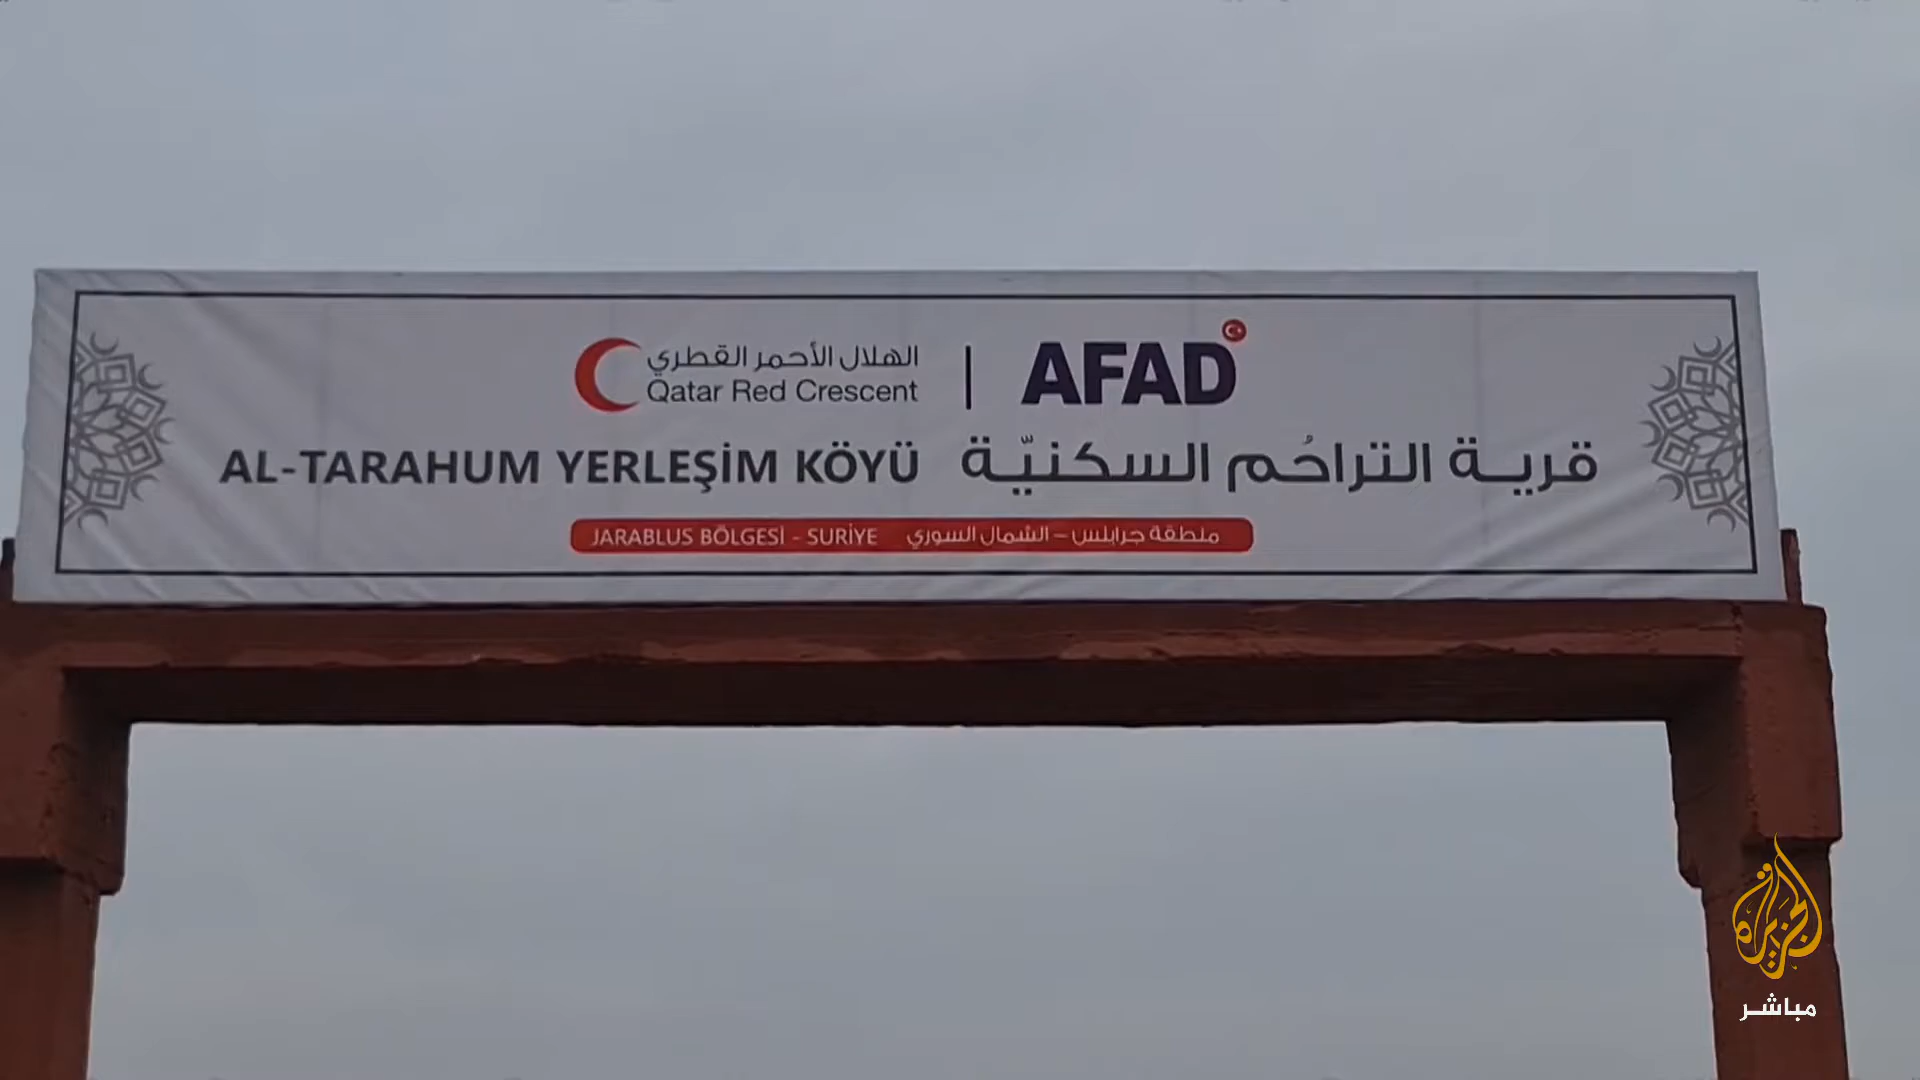 الهلال الأحمر القطري
Qatar Red Crescent
AFAD
AL-TARAHUM YERLEŞİM KÖYÜ قرية التراحُم السكنيّة
JARABLUS BÖLGESİ - SURİYE منطقة جرابلس – الشمال السوري
الجزيرة
مباشر